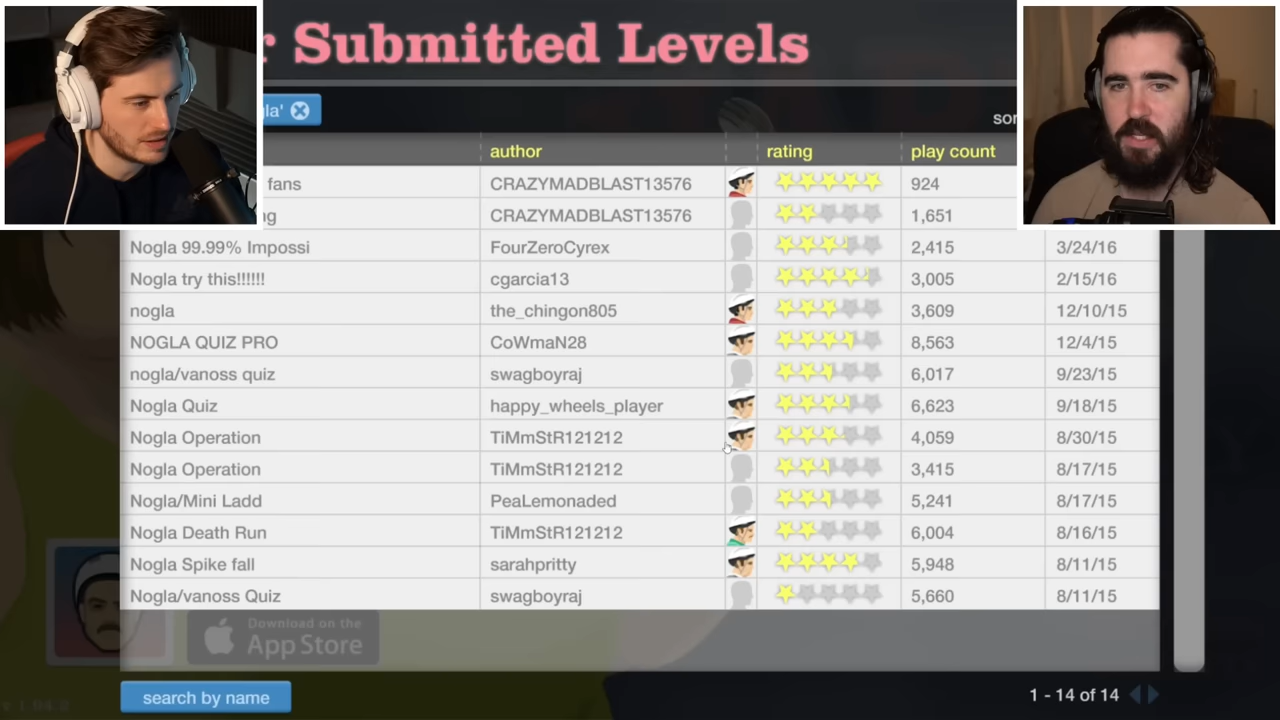 r Submitted Levels
gla'
sor
author rating play count
fans CRAZYMADBLAST13576 924
ng CRAZYMADBLAST13576 1,651
Nogla 99.99% Impossi FourZeroCyrex 2,415 3/24/16
Nogla try this!!!!!! cgarcia13 3,005 2/15/16
nogla the_chingon805 3,609 12/10/15
NOGLA QUIZ PRO CoWmaN28 8,563 12/4/15
nogla/vanoss quiz swagboyraj 6,017 9/23/15
Nogla Quiz happy_wheels_player 6,623 9/18/15
Nogla Operation TiMmStR121212 4,059 8/30/15
Nogla Operation TiMmStR121212 3,415 8/17/15
Nogla/Mini Ladd PeaLemonaded 5,241 8/17/15
Nogla Death Run TiMmStR121212 6,004 8/16/15
Nogla Spike fall sarahpritty 5,948 8/11/15
Nogla/vanoss Quiz swagboyraj 5,660 8/11/15
Download on the
App Store
search by name 1 - 14 of 14